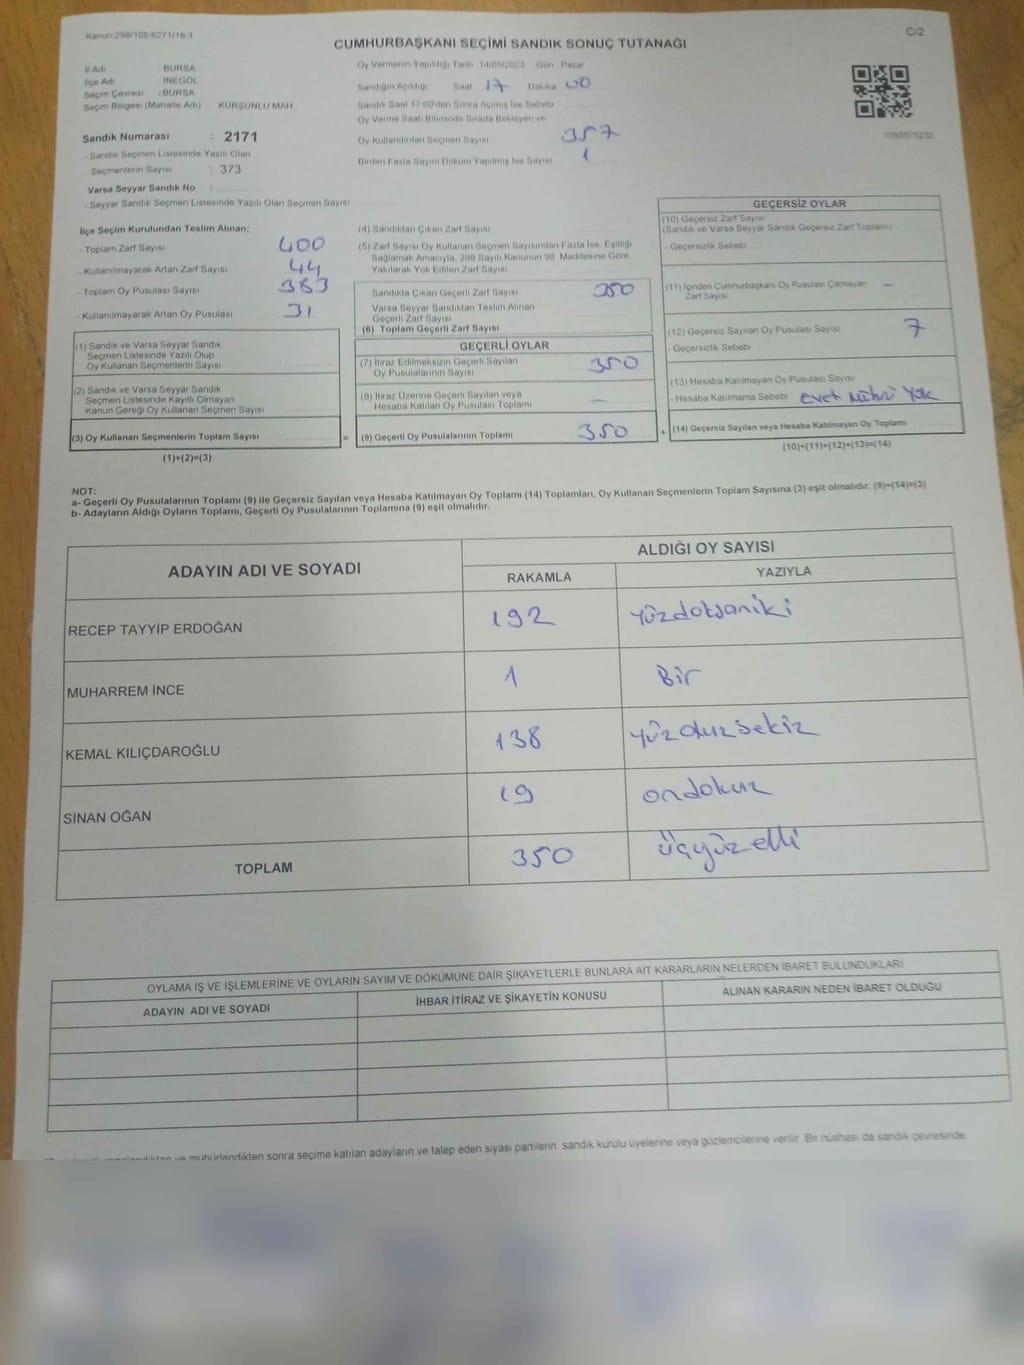 Kanun:298/105 6271/18-1
C/2
CUMHURBAŞKANI SEÇİMİ SANDIK SONUÇ TUTANAĞI
İl Adı BURSA
İlçe Adı İNEGÖL
Seçim Çevresi : BURSA
Seçim Bölgesi (Mahalle Adı) KURŞUNLU MAH
Sandık Numarası : 2171
- Sandık Seçmen Listesinde Yazılı Olan
Seçmenlerin Sayısı : 373
Varsa Seyyar Sandık No :
- Seyyar Sandık Seçmen Listesinde Yazılı Olan Seçmen Sayısı
Oy Vermenin Yapıldığı Tarih 14/05/2023 Gün Pazar
Sandığın Açıldığı Saat 17 Dakika 00
Sandık Saat 17:00'den Sonra Açılmış İse Sebebi
Oy Verme Saati Bitiminde Sırada Bekleyen ve
Oy Kullandırılan Seçmen Sayısı 357
Birden Fazla Sayım Döküm Yapılmış İse Sayısı 1
1093575232
İlçe Seçim Kurulundan Teslim Alınan;
- Toplam Zarf Sayısı 400
- Kullanılmayarak Artan Zarf Sayısı 44
- Toplam Oy Pusulası Sayısı 383
- Kullanılmayarak Artan Oy Pusulası 31
(1) Sandık ve Varsa Seyyar Sandık
Seçmen Listesinde Yazılı Olup
Oy Kullanan Seçmenlerin Sayısı
(2) Sandık ve Varsa Seyyar Sandık
Seçmen Listesinde Kayıtlı Olmayan
Kanun Gereği Oy Kullanan Seçmen Sayısı
(3) Oy Kullanan Seçmenlerin Toplam Sayısı
(1)+(2)=(3)
=
(4) Sandıktan Çıkan Zarf Sayısı
(5) Zarf Sayısı Oy Kullanan Seçmen Sayısından Fazla İse, Eşitliği
Sağlamak Amacıyla, 298 Sayılı Kanunun 98. Maddesine Göre
Yakılarak Yok Edilen Zarf Sayısı
Sandıkta Çıkan Geçerli Zarf Sayısı 350
Varsa Seyyar Sandıktan Teslim Alınan
Geçerli Zarf Sayısı
(6) Toplam Geçerli Zarf Sayısı
GEÇERLİ OYLAR
(7) İtiraz Edilmeksizin Geçerli Sayılan
Oy Pusulalarının Sayısı 350
(8) İtiraz Üzerine Geçerli Sayılan veya
Hesaba Katılan Oy Pusulası Toplamı —
(9) Geçerli Oy Pusulalarının Toplamı 350
+
GEÇERSİZ OYLAR
(10) Geçersiz Zarf Sayısı
(Sandık ve Varsa Seyyar Sandık Geçersiz Zarf Toplamı)
- Geçersizlik Sebebi
(11) İçinden Cumhurbaşkanı Oy Pusulası Çıkmayan —
Zarf Sayısı
(12) Geçersiz Sayılan Oy Pusulası Sayısı 7
- Geçersizlik Sebebi
(13) Hesaba Katılmayan Oy Pusulası Sayısı
- Hesaba Katılmama Sebebi evet mührü yok
(14) Geçersiz Sayılan veya Hesaba Katılmayan Oy Toplamı
(10)+(11)+(12)+(13)=(14)
NOT:
a- Geçerli Oy Pusulalarının Toplamı (9) ile Geçersiz Sayılan veya Hesaba Katılmayan Oy Toplamı (14) Toplamları, Oy Kullanan Seçmenlerin Toplam Sayısına (3) eşit olmalıdır. (9)+(14)=(3)
b- Adayların Aldığı Oyların Toplamı, Geçerli Oy Pusulalarının Toplamına (9) eşit olmalıdır.
ADAYIN ADI VE SOYADI ALDIĞI OY SAYISI
RAKAMLA YAZIYLA
RECEP TAYYİP ERDOĞAN 192 yüzdoksaniki
MUHARREM İNCE 1 Bir
KEMAL KILIÇDAROĞLU 138 yüzotuzsekiz
SİNAN OĞAN 19 ondokuz
TOPLAM 350 üçyüzelli
OYLAMA İŞ VE İŞLEMLERİNE VE OYLARIN SAYIM VE DÖKÜMÜNE DAİR ŞİKAYETLERLE BUNLARA AİT KARARLARIN NELERDEN İBARET BULUNDUKLARI
ADAYIN ADI VE SOYADI İHBAR İTİRAZ VE ŞİKAYETİN KONUSU ALINAN KARARIN NEDEN İBARET OLDUĞU
ve mühürlendikten sonra seçime katılan adayların ve talep eden siyasi partilerin sandık kurulu üyelerine veya gözlemcilerine verilir. Bir nüshası da sandık çevresinde